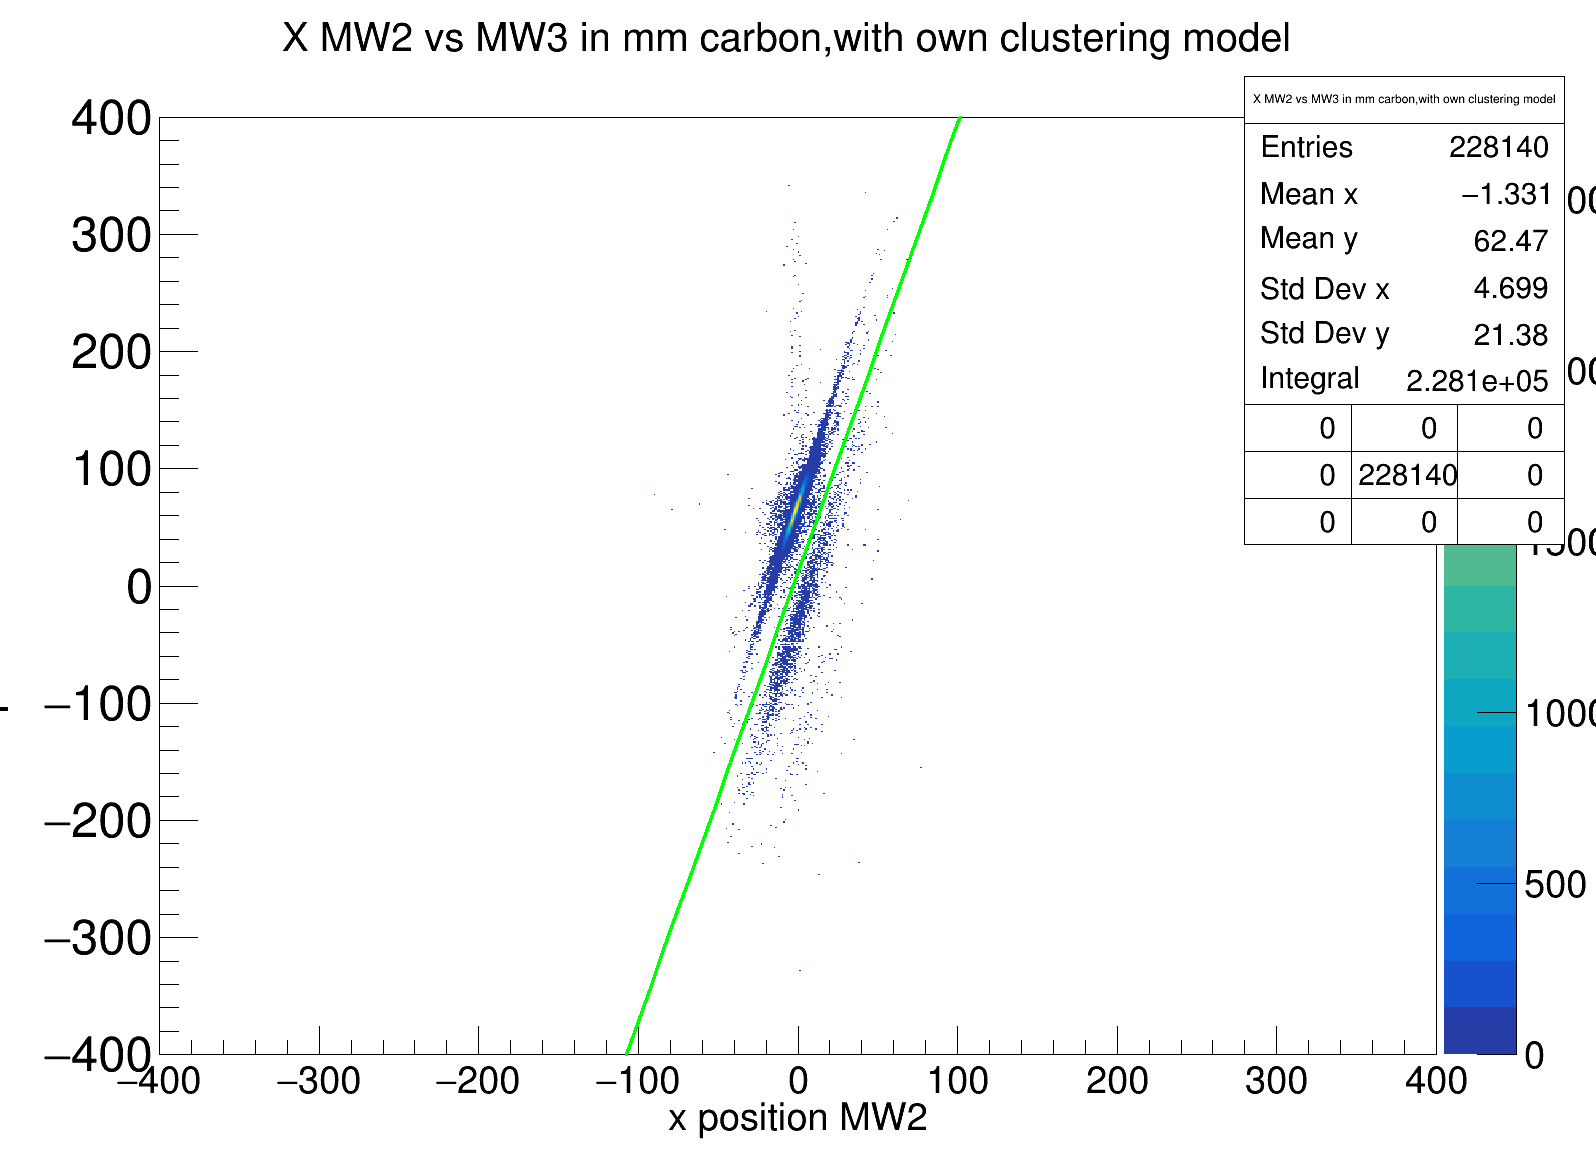 X MW2 vs MW3 in mm carbon,with own clustering model
X MW2 vs MW3 in mm carbon,with own clustering model
Entries 228140
Mean x −1.331
Mean y 62.47
Std Dev x 4.699
Std Dev y 21.38
Integral 2.281e+05
0 0 0
0 228140 0
0 0 0
400
300
200
100
0
−100
−200
−300
−400
−400 −300 −200 −100 0 100 200 300 400
x position MW2
500
0